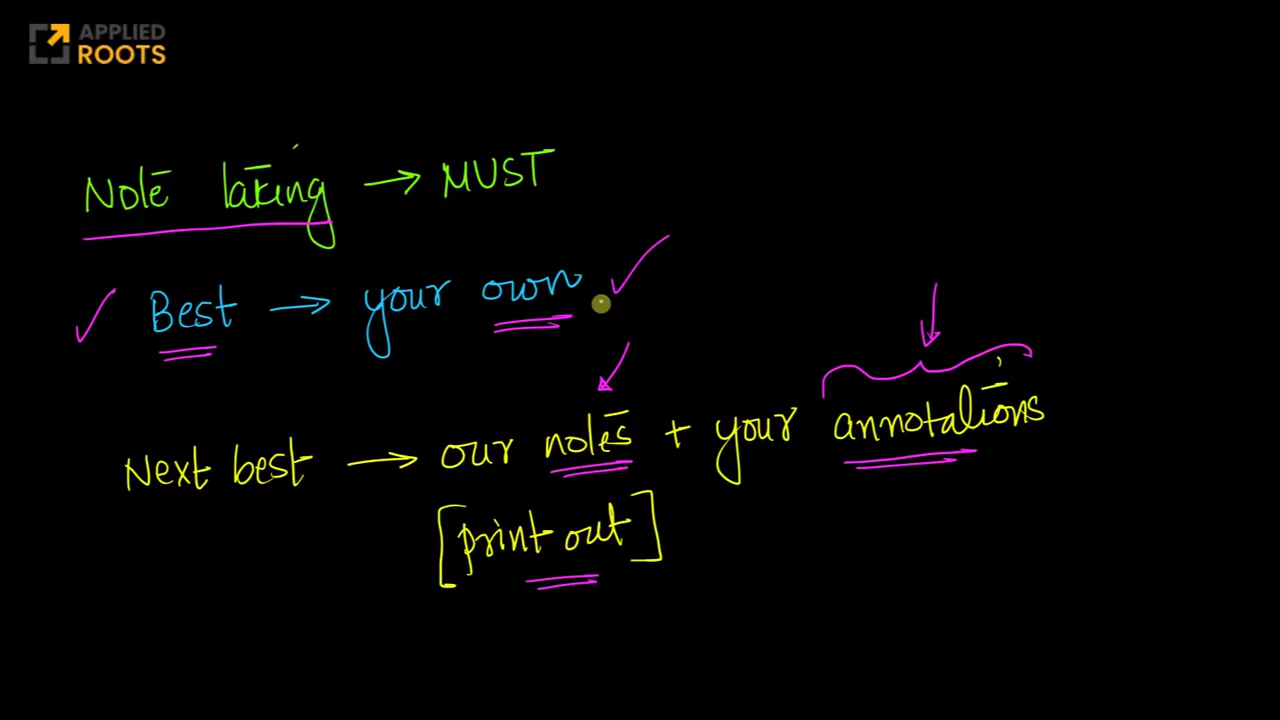 APPLIED
ROOTS
Note taking → MUST
Best → your own
Next best → our notes + your annotations
[print out]